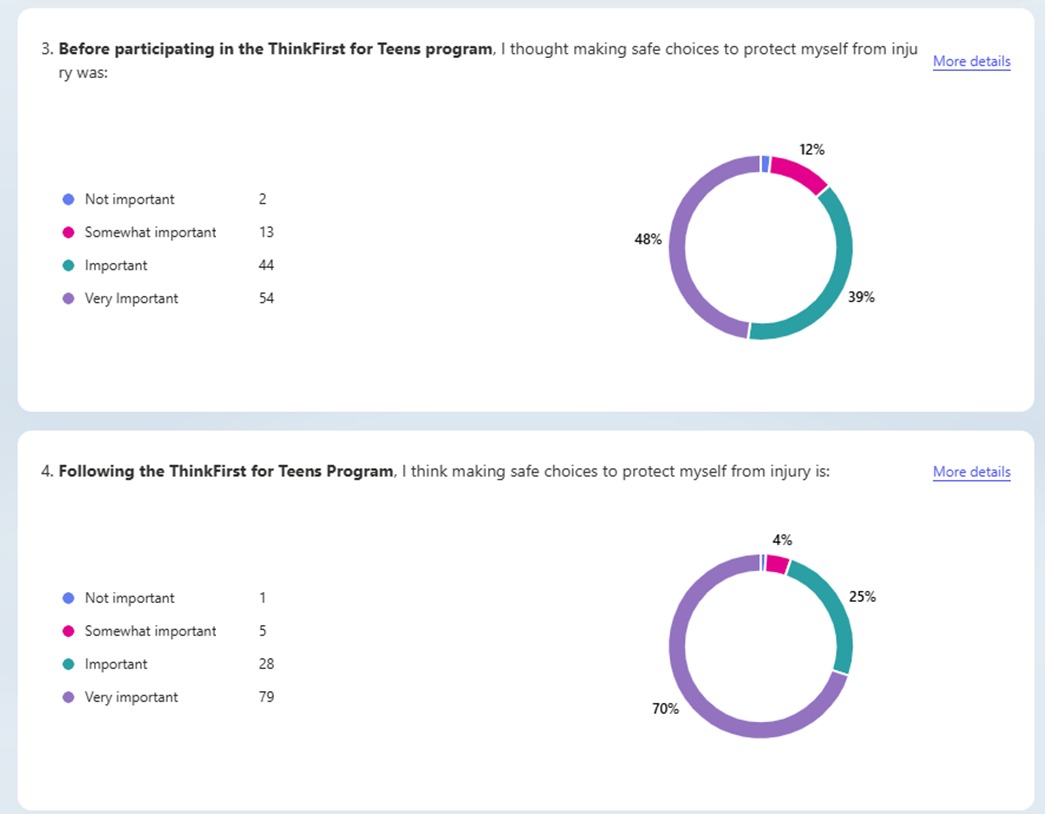 3. Before participating in the ThinkFirst for Teens program, I thought making safe choices to protect myself from inju
ry was:
More details
12%
Not important 2
Somewhat important 13
48%
Important 44
39%
Very Important 54
4. Following the ThinkFirst for Teens Program, I think making safe choices to protect myself from injury is:
More details
4%
Not important 1
25%
Somewhat important 5
Important 28
Very important 79
70%